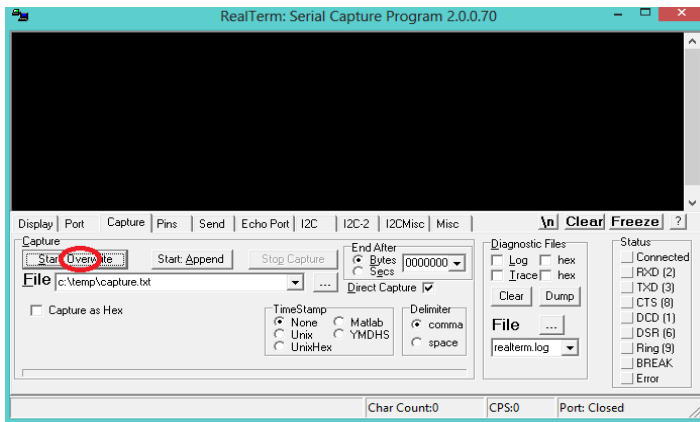 RealTerm: Serial Capture Program 2.0.0.70
Display Port Capture Pins Send Echo Port I2C I2C-2 I2CMisc Misc \n Clear Freeze ?
Capture
Start: Overwrite Start: Append Stop Capture
End After
Bytes
Secs
0000000
File c:\temp\capture.txt ...
Direct Capture
Capture as Hex
TimeStamp
None Matlab
Unix YMDHS
UnixHex
Delimiter
comma
space
Diagnostic Files
Log hex
Trace hex
Clear Dump
File ...
realterm.log
Status
Connected
RXD (2)
TXD (3)
CTS (8)
DCD (1)
DSR (6)
Ring (9)
BREAK
Error
Char Count:0 CPS:0 Port: Closed